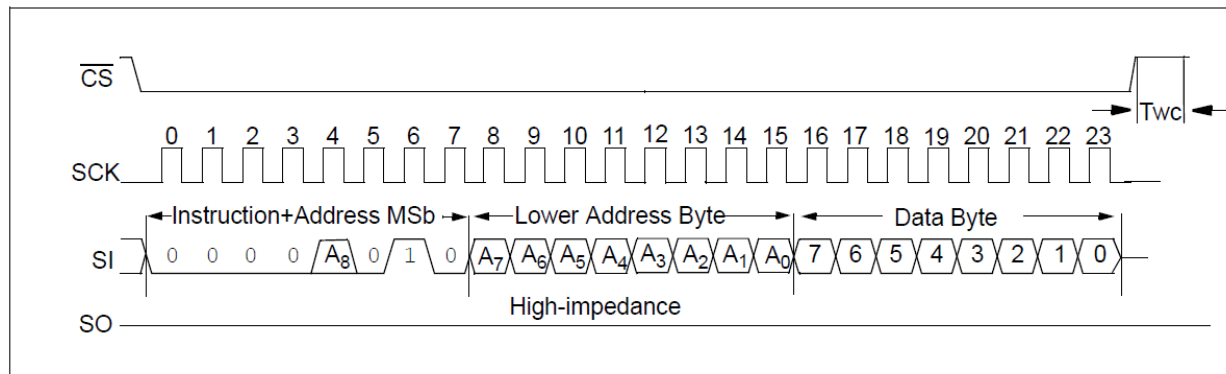 CS
Twc
0 1 2 3 4 5 6 7 8 9 10 11 12 13 14 15 16 17 18 19 20 21 22 23
SCK
Instruction+Address MSb Lower Address Byte Data Byte
SI 0 0 0 0 A8 0 1 0 A7 A6 A5 A4 A3 A2 A1 A0 7 6 5 4 3 2 1 0
High-impedance
SO